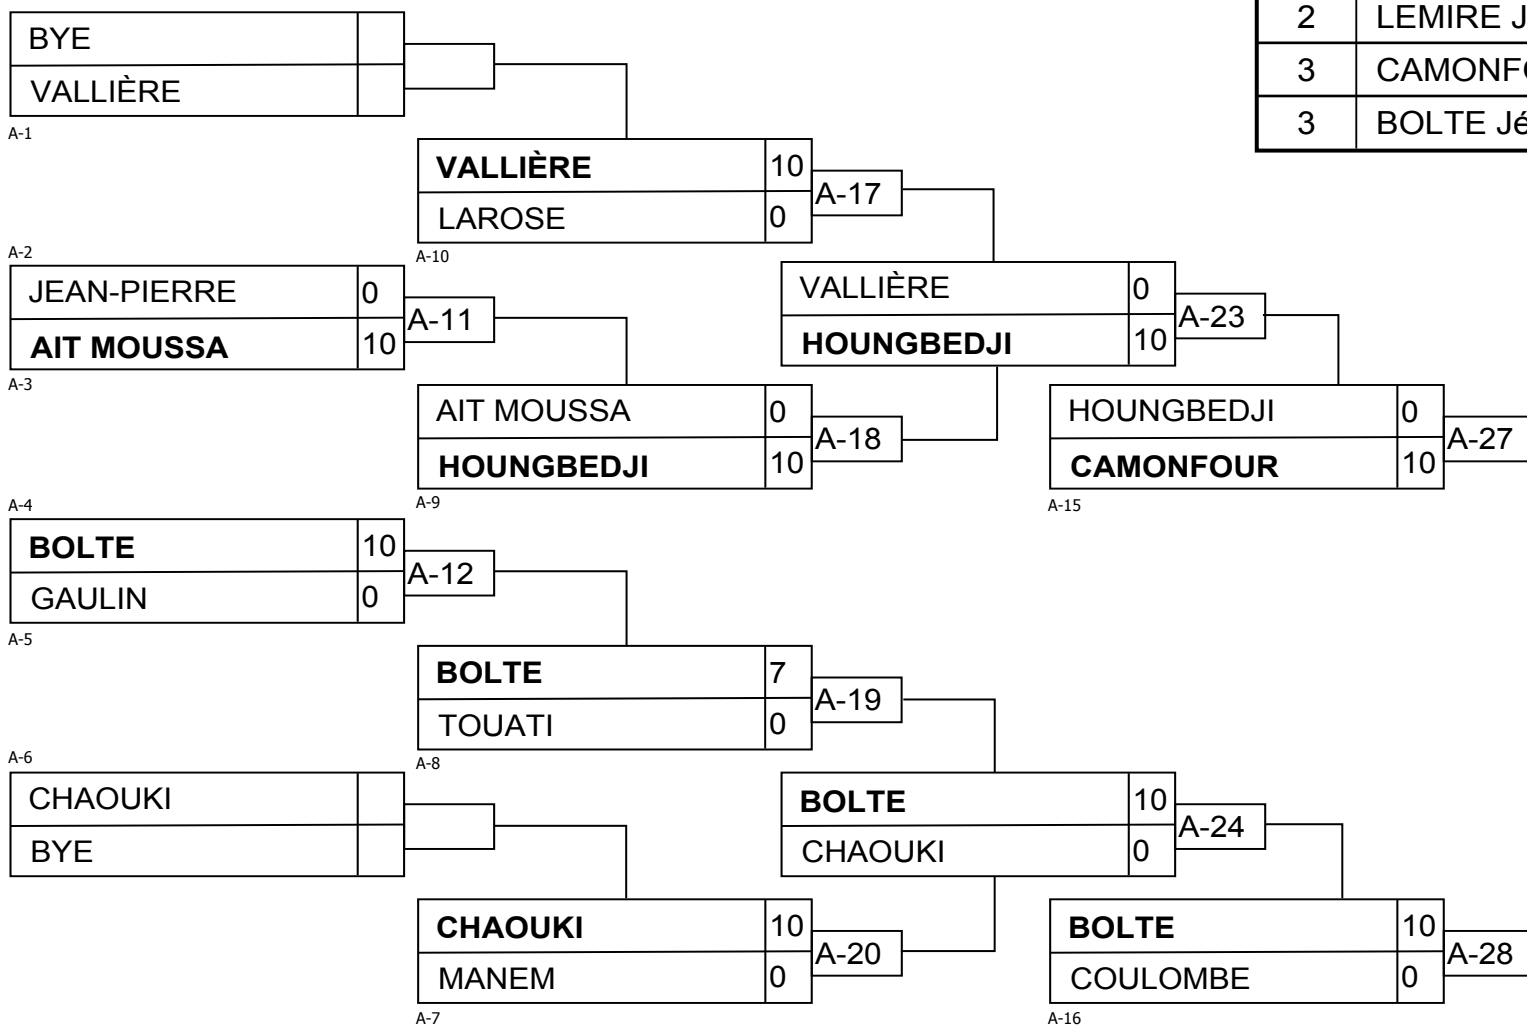 2 LEMIRE J
3 CAMONF
3 BOLTE Jé
BYE
VALLIÈRE
A-1
VALLIÈRE 10
LAROSE 0
A-17
A-10
A-2
JEAN-PIERRE 0
AIT MOUSSA 10
A-11
A-3
VALLIÈRE 0
HOUNGBEDJI 10
A-23
AIT MOUSSA 0
HOUNGBEDJI 10
A-18
A-9
HOUNGBEDJI 0
CAMONFOUR 10
A-27
A-15
A-4
BOLTE 10
GAULIN 0
A-12
A-5
BOLTE 7
TOUATI 0
A-19
A-8
A-6
CHAOUKI
BYE
BOLTE 10
CHAOUKI 0
A-24
CHAOUKI 10
MANEM 0
A-20
A-7
BOLTE 10
COULOMBE 0
A-28
A-16